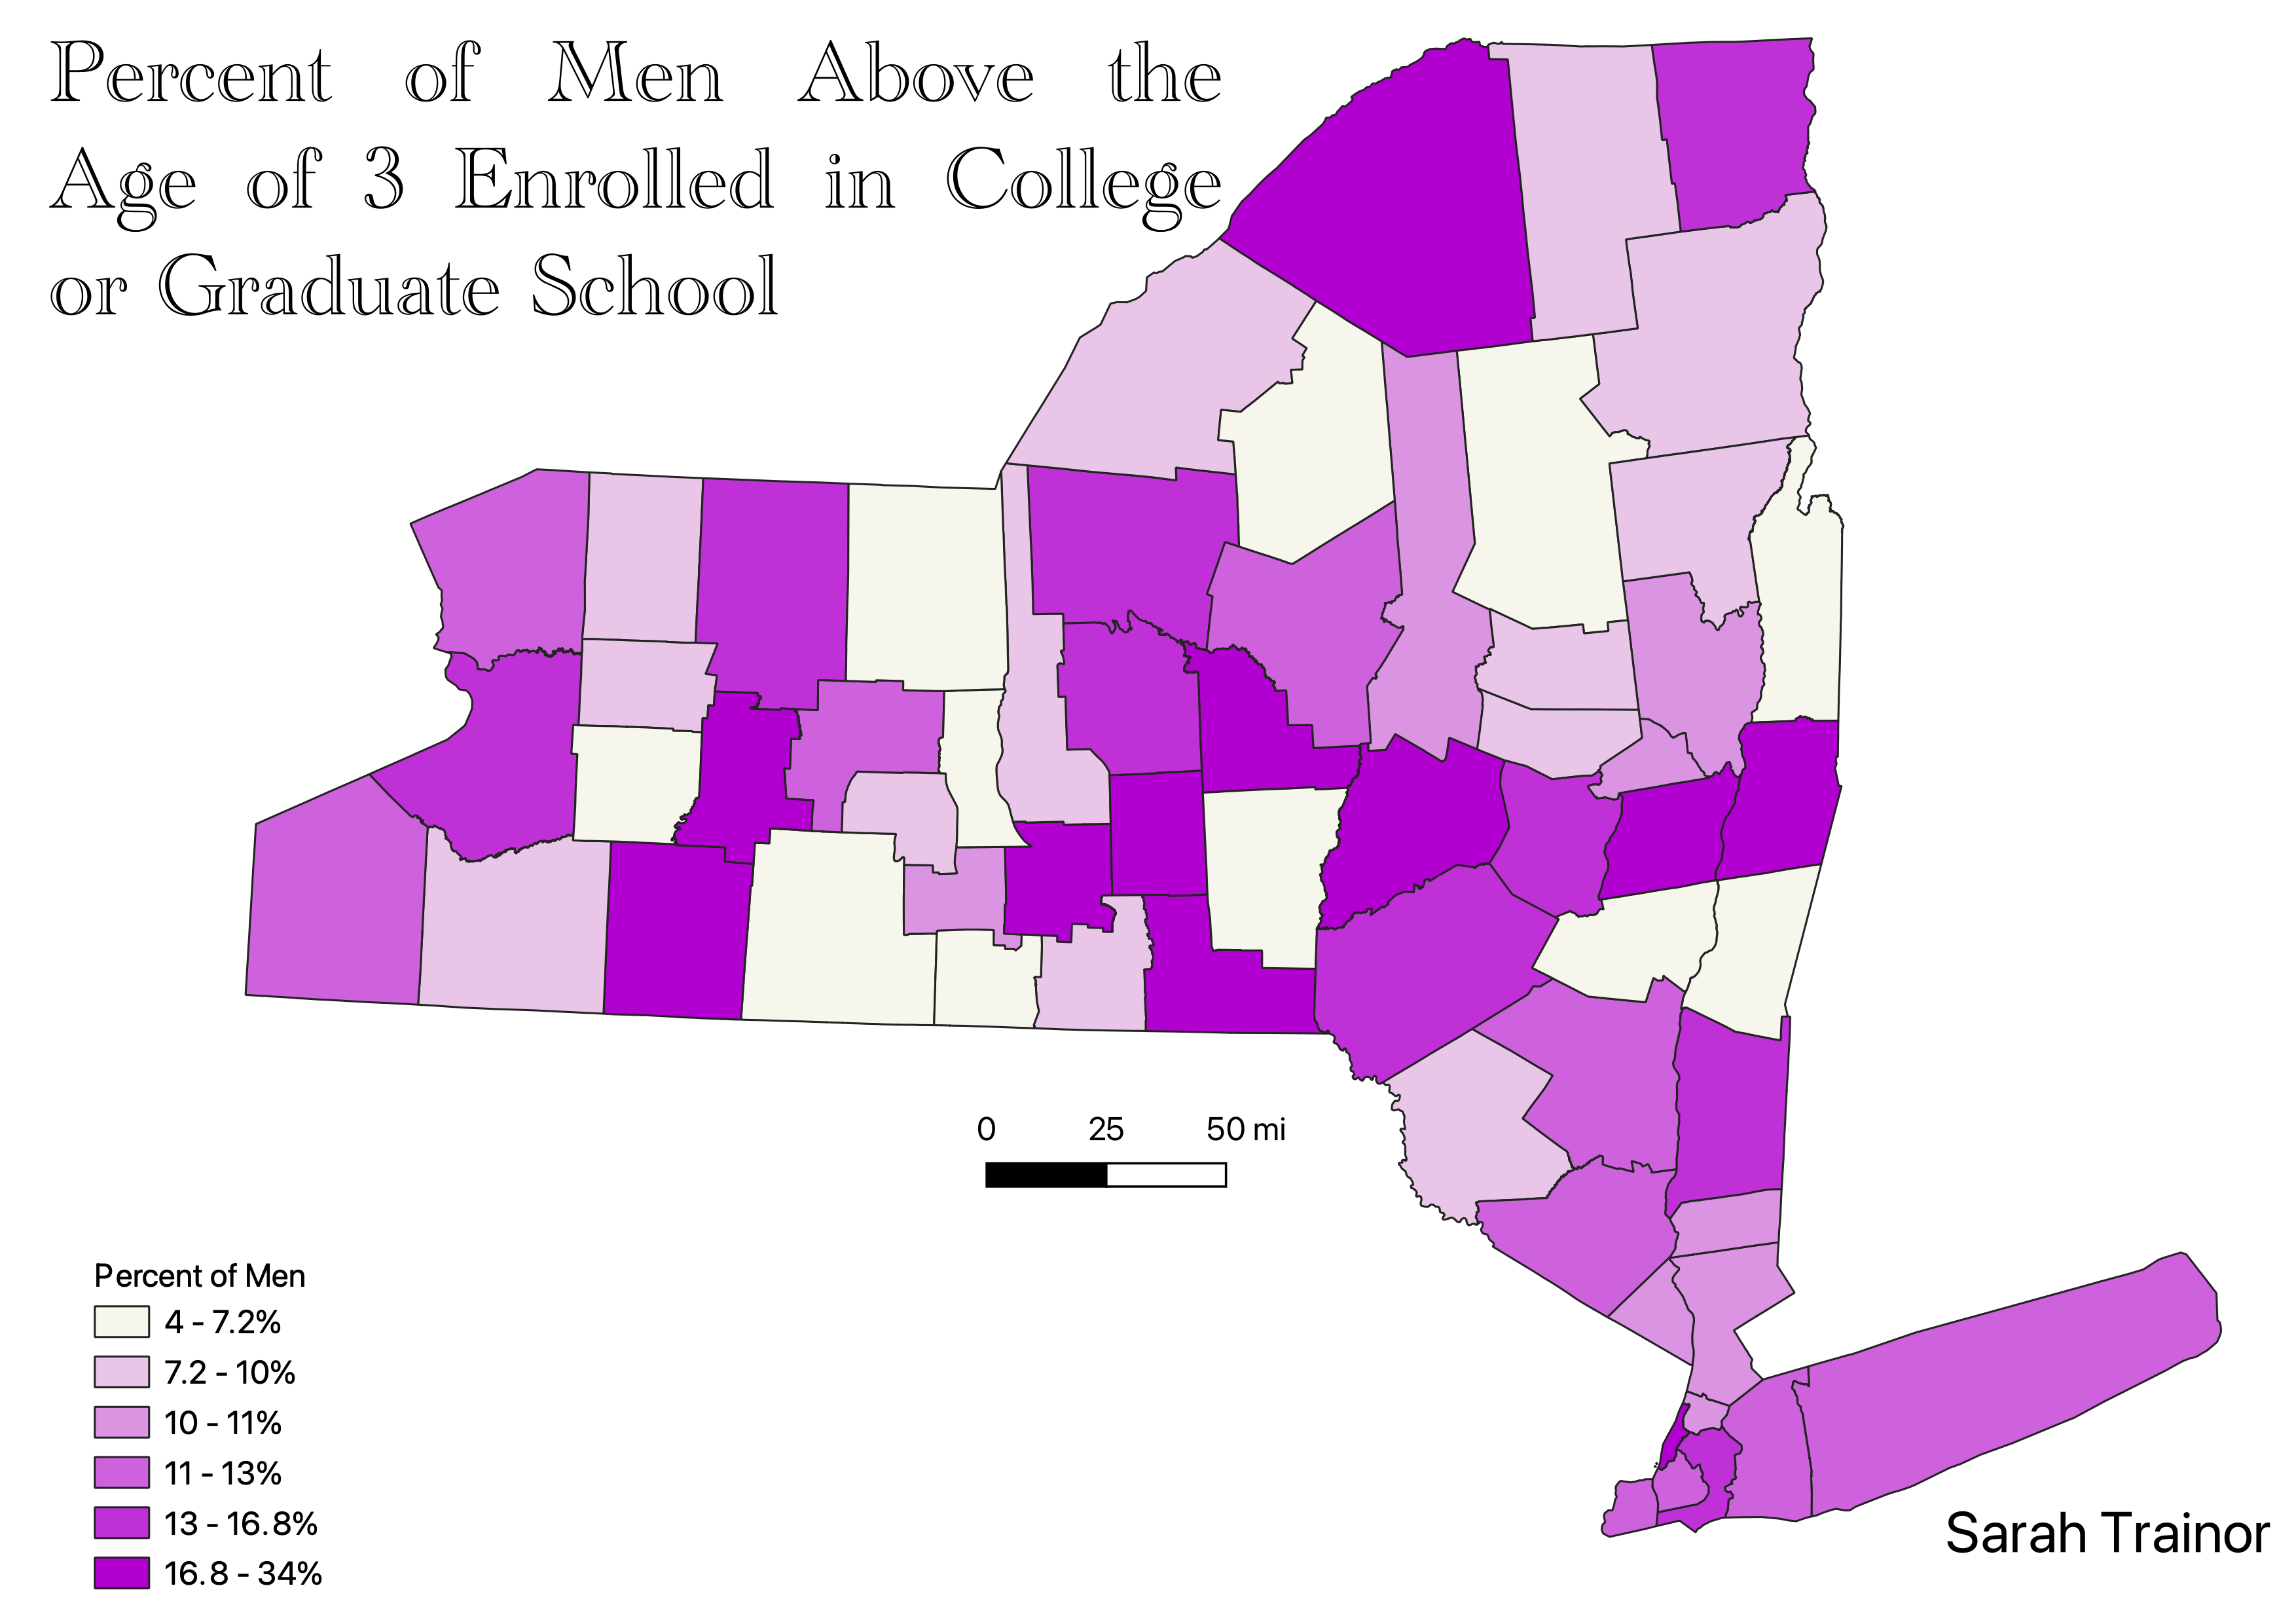 Percent of Men Above the
Age of 3 Enrolled in College
or Graduate School
0 25 50 mi
Percent of Men
4 - 7.2%
7.2 - 10%
10 - 11%
11 - 13%
13 - 16.8%
16.8 - 34%
Sarah Trainor